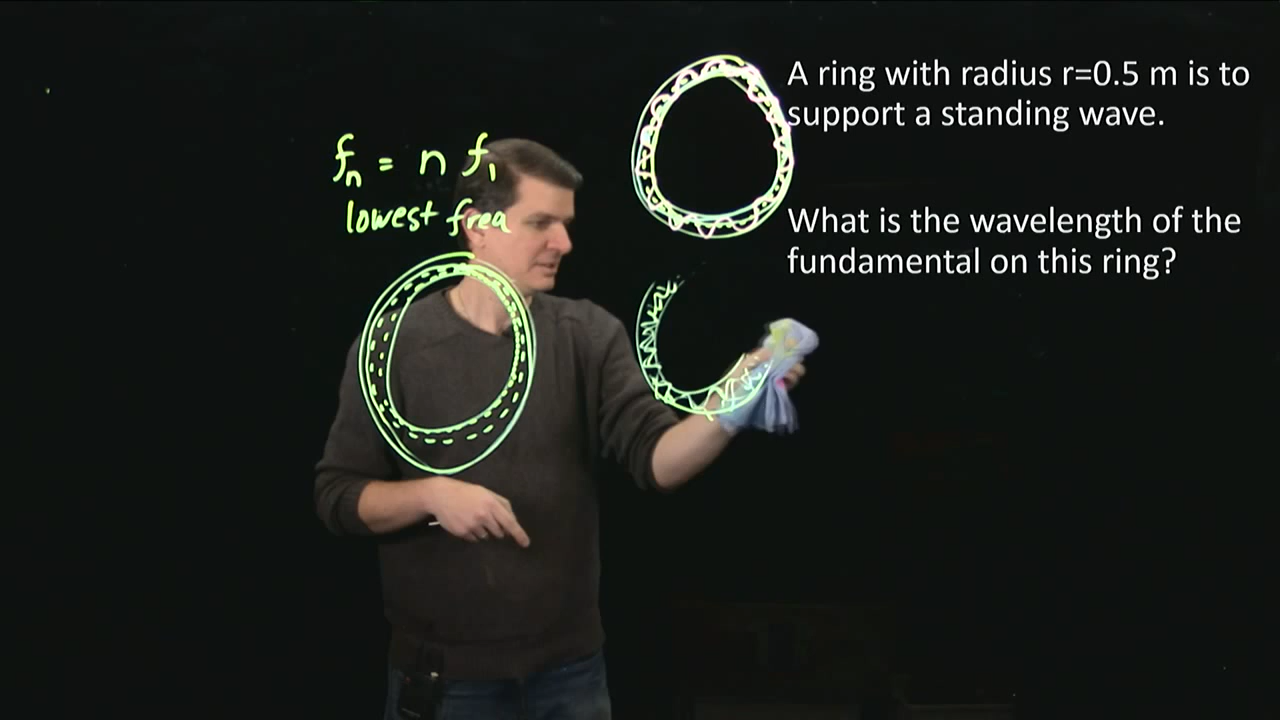 fn = n f1
lowest freq
A ring with radius r=0.5 m is to
support a standing wave.
What is the wavelength of the
fundamental on this ring?